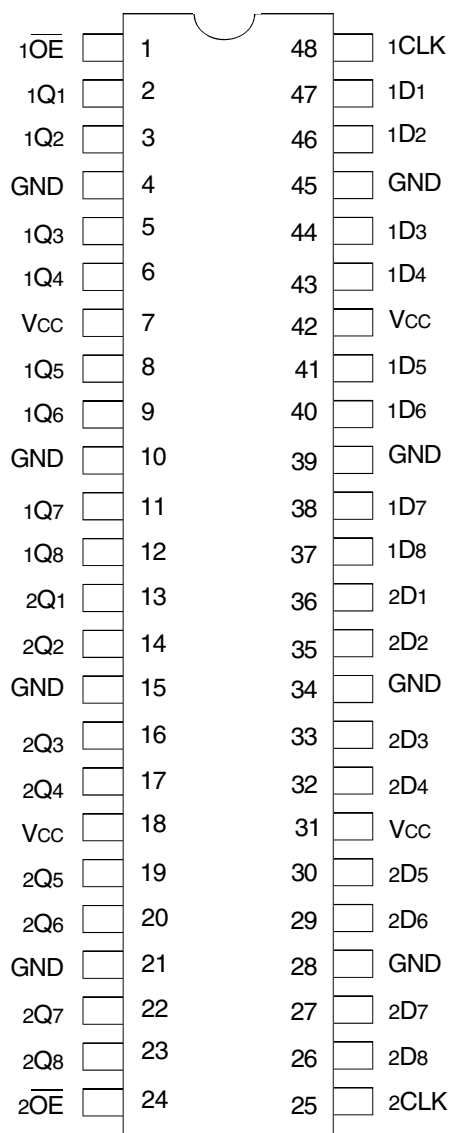 1O̅E̅ 1 48 1CLK
1Q1 2 47 1D1
1Q2 3 46 1D2
GND 4 45 GND
1Q3 5 44 1D3
1Q4 6 43 1D4
VCC 7 42 VCC
1Q5 8 41 1D5
1Q6 9 40 1D6
GND 10 39 GND
1Q7 11 38 1D7
1Q8 12 37 1D8
2Q1 13 36 2D1
2Q2 14 35 2D2
GND 15 34 GND
2Q3 16 33 2D3
2Q4 17 32 2D4
VCC 18 31 VCC
2Q5 19 30 2D5
2Q6 20 29 2D6
GND 21 28 GND
2Q7 22 27 2D7
2Q8 23 26 2D8
2O̅E̅ 24 25 2CLK